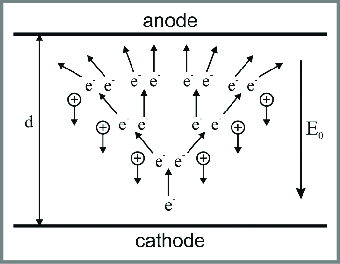 anode
e⁻ e⁻ e⁻ e⁻ e⁻ e⁻ e⁻ e⁻
+ +
d e⁻ e⁻ e⁻ e⁻ E₀
+ +
e⁻ e⁻
+ +
e⁻
cathode